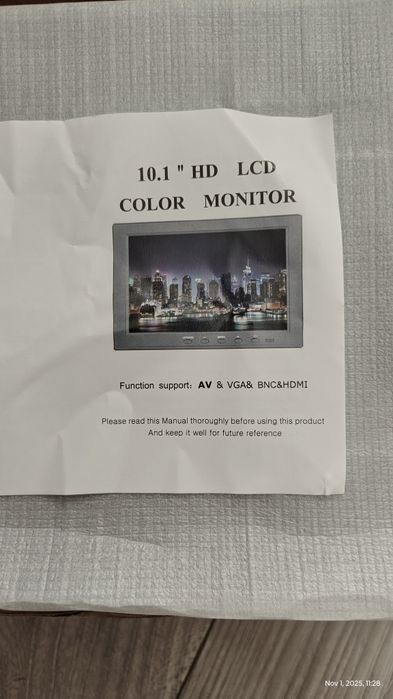 10.1 " HD LCD
COLOR MONITOR
Function support: AV & VGA& BNC&HDMI
Please read this Manual thoroughly before using this product
And keep it well for future reference
Nov 1, 2025, 11:28